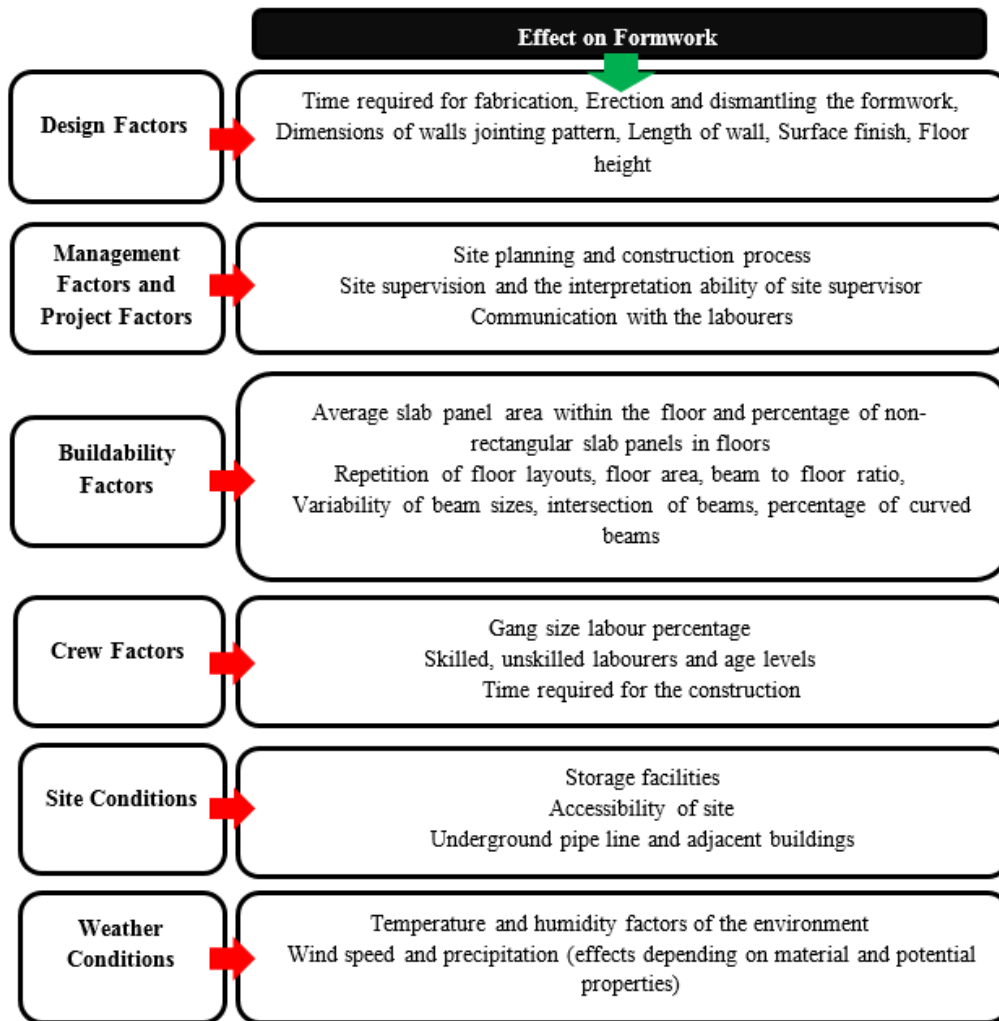 Effect on Formwork
Design Factors
Time required for fabrication, Erection and dismantling the formwork,
Dimensions of walls jointing pattern, Length of wall, Surface finish, Floor
height
Management
Factors and
Project Factors
Site planning and construction process
Site supervision and the interpretation ability of site supervisor
Communication with the labourers
Buildability
Factors
Average slab panel area within the floor and percentage of non-
rectangular slab panels in floors
Repetition of floor layouts, floor area, beam to floor ratio,
Variability of beam sizes, intersection of beams, percentage of curved
beams
Crew Factors
Gang size labour percentage
Skilled, unskilled labourers and age levels
Time required for the construction
Site Conditions
Storage facilities
Accessibility of site
Underground pipe line and adjacent buildings
Weather
Conditions
Temperature and humidity factors of the environment
Wind speed and precipitation (effects depending on material and potential
properties)